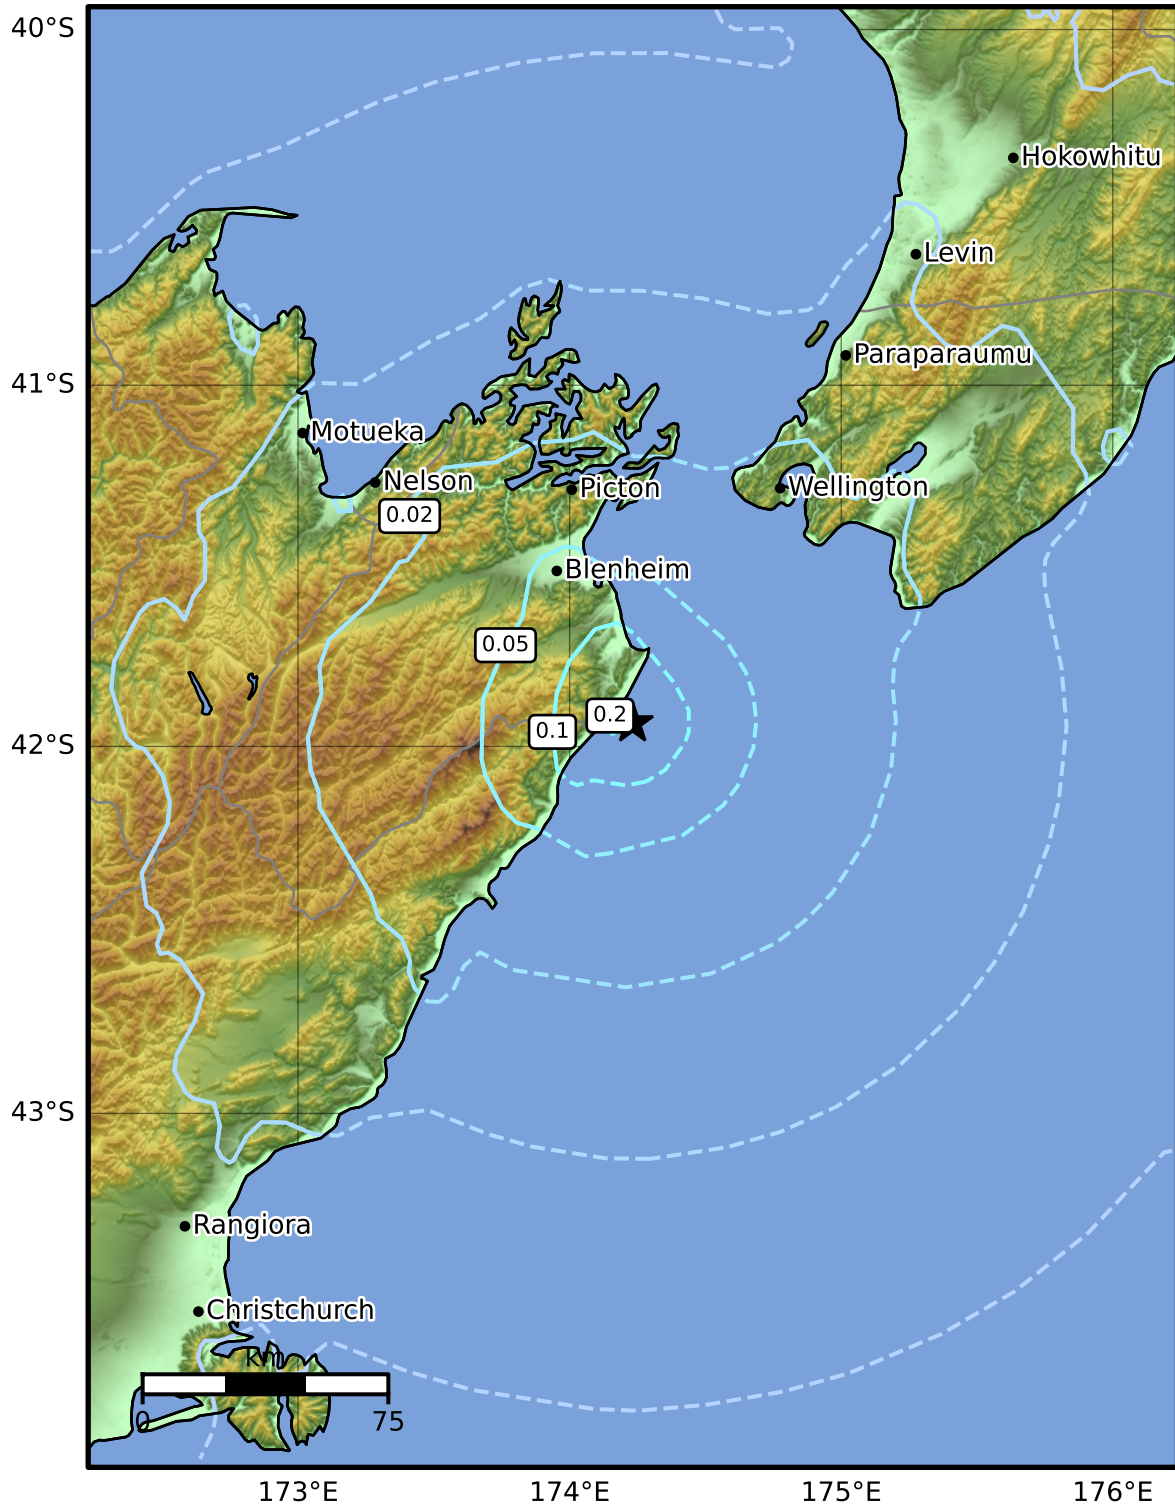 40°S
Hokowhitu
Levin
Paraparaumu
41°S
Motueka
Nelson
Picton
Wellington
0.02
Blenheim
0.05
0.2
0.1
42°S
43°S
Rangiora
Christchurch
km
0
75
173°E
174°E
175°E
176°E